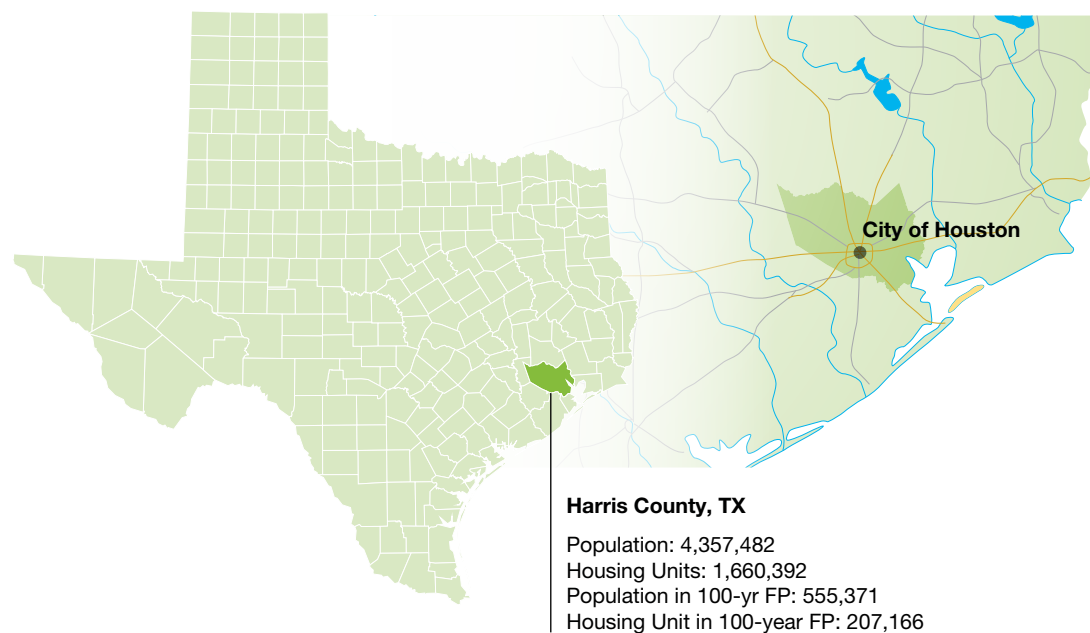 City of Houston
Harris County, TX
Population: 4,357,482
Housing Units: 1,660,392
Population in 100-yr FP: 555,371
Housing Unit in 100-year FP: 207,166